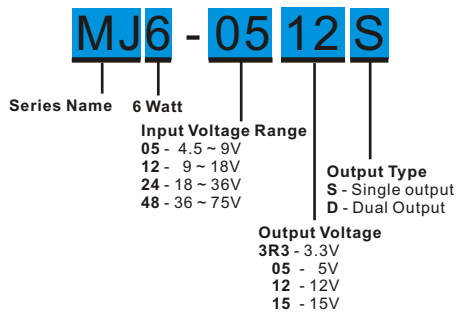 MJ6 - 05 12 S
Series Name
6 Watt
Input Voltage Range
05 - 4.5 ~ 9V
12 - 9 ~ 18V
24 - 18 ~ 36V
48 - 36 ~ 75V
Output Type
S - Single output
D - Dual Output
Output Voltage
3R3 - 3.3V
05 - 5V
12 - 12V
15 - 15V